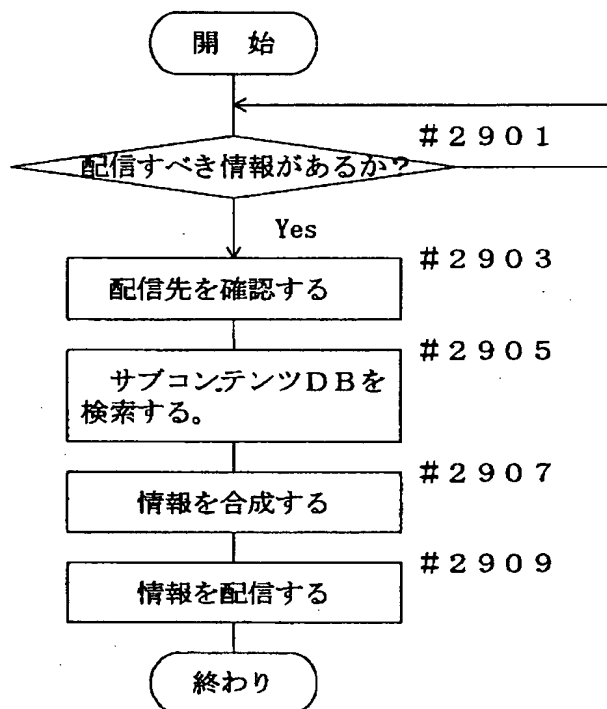 開　始
#2901
配信すべき情報があるか?
Yes
#2903
配信先を確認する
#2905
サブコンテンツDBを
検索する。
#2907
情報を合成する
#2909
情報を配信する
終わり